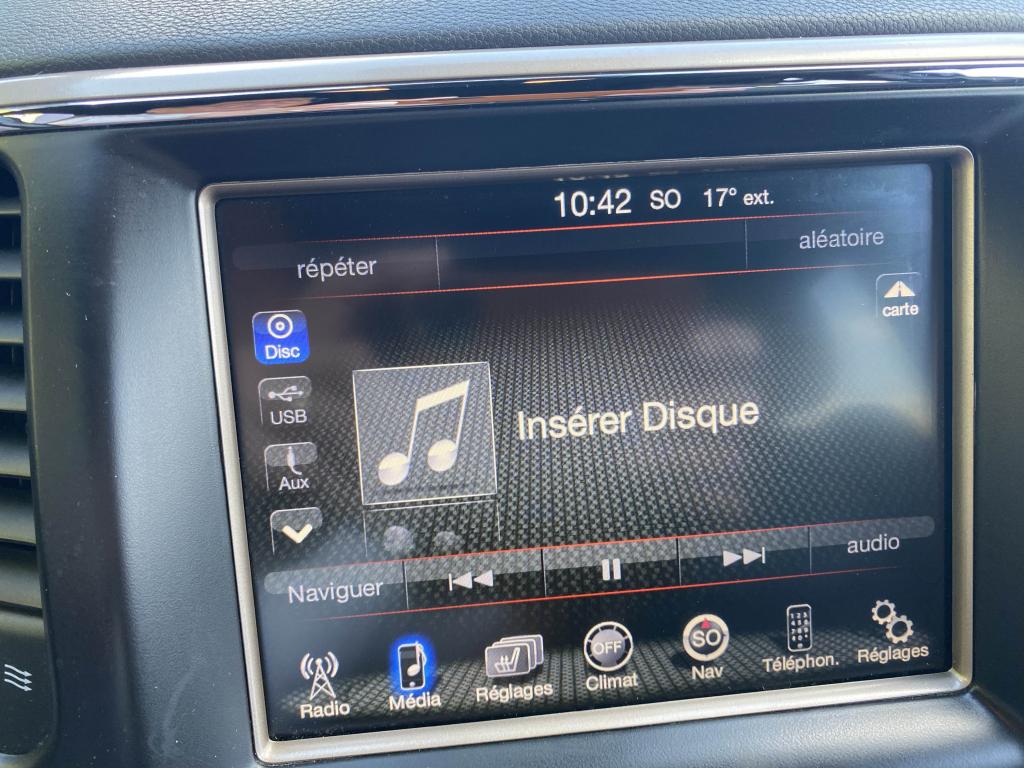 10:42 SO 17° ext.
répéter
aléatoire
carte
Disc
USB
Aux
Insérer Disque
Naviguer
audio
Radio
Média
Réglages
OFF
Climat
SO
Nav
Téléphon.
Réglages